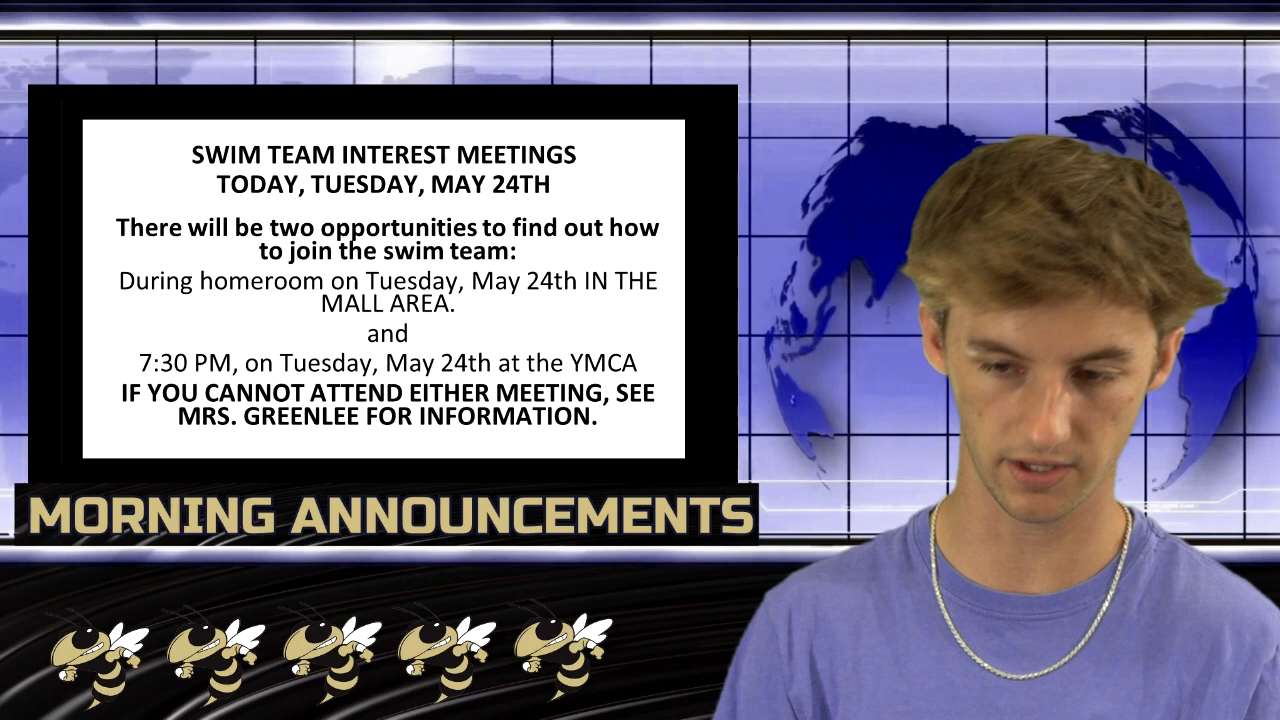 SWIM TEAM INTEREST MEETINGS
TODAY, TUESDAY, MAY 24TH
There will be two opportunities to find out how
to join the swim team:
During homeroom on Tuesday, May 24th IN THE
MALL AREA.
and
7:30 PM, on Tuesday, May 24th at the YMCA
IF YOU CANNOT ATTEND EITHER MEETING, SEE
MRS. GREENLEE FOR INFORMATION.
MORNING ANNOUNCEMENTS